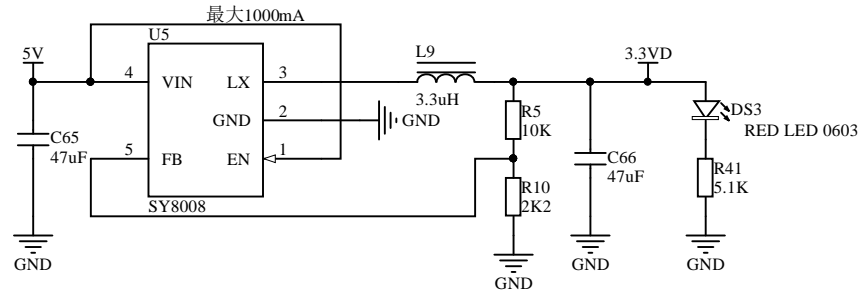 最大1000mA
U5
5V
4
VIN
LX
3
L9
3.3uH
3.3VD
GND
2
GND
C65
47uF
5
FB
EN
1
SY8008
R5
10K
R10
2K2
C66
47uF
DS3
RED LED 0603
R41
5.1K
GND
GND
GND
GND